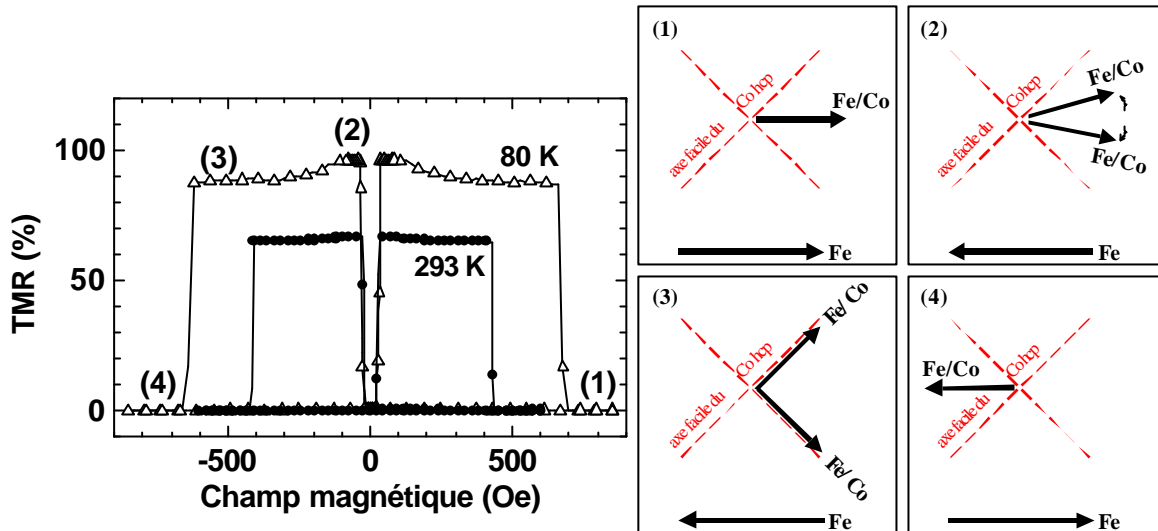 TMR (%)
100
50
0
(3)
(2)
80 K
293 K
(4)
(1)
-500
0
500
Champ magnétique (Oe)
(1)
Co hcp
axe facile du
Fe/Co
Fe
(2)
Co hcp
axe facile du
Fe/Co
Fe/Co
Fe
(3)
Co hcp
axe facile du
Fe/ Co
Fe/ Co
Fe
(4)
Co hcp
axe facile du
Fe/Co
Fe